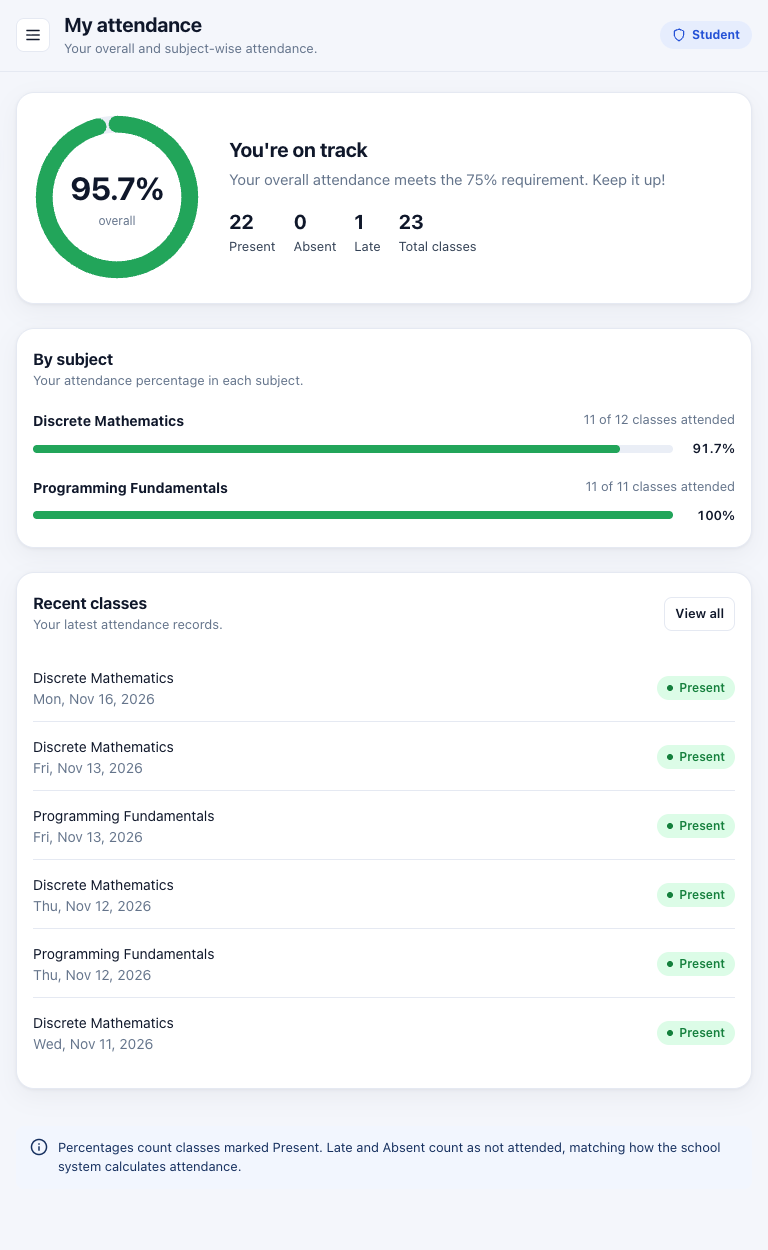 My attendance
Your overall and subject-wise attendance.
Student
95.7%
overall
You're on track
Your overall attendance meets the 75% requirement. Keep it up!
22 0 1 23
Present Absent Late Total classes
By subject
Your attendance percentage in each subject.
Discrete Mathematics 11 of 12 classes attended
91.7%
Programming Fundamentals 11 of 11 classes attended
100%
Recent classes
Your latest attendance records.
View all
Discrete Mathematics
Mon, Nov 16, 2026
Present
Discrete Mathematics
Fri, Nov 13, 2026
Present
Programming Fundamentals
Fri, Nov 13, 2026
Present
Discrete Mathematics
Thu, Nov 12, 2026
Present
Programming Fundamentals
Thu, Nov 12, 2026
Present
Discrete Mathematics
Wed, Nov 11, 2026
Present
Percentages count classes marked Present. Late and Absent count as not attended, matching how the school
system calculates attendance.